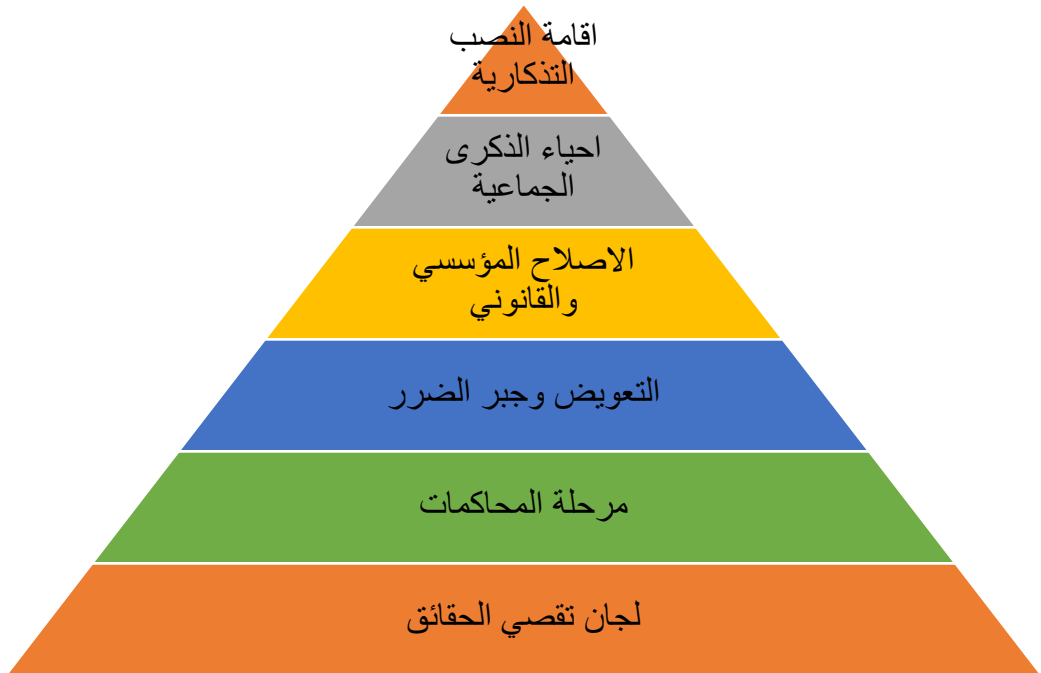 اقامة النصب
التذكارية
احياء الذكرى
الجماعية
الاصلاح المؤسسي
والقانوني
التعويض وجبر الضرر
مرحلة المحاكمات
لجان تقصي الحقائق